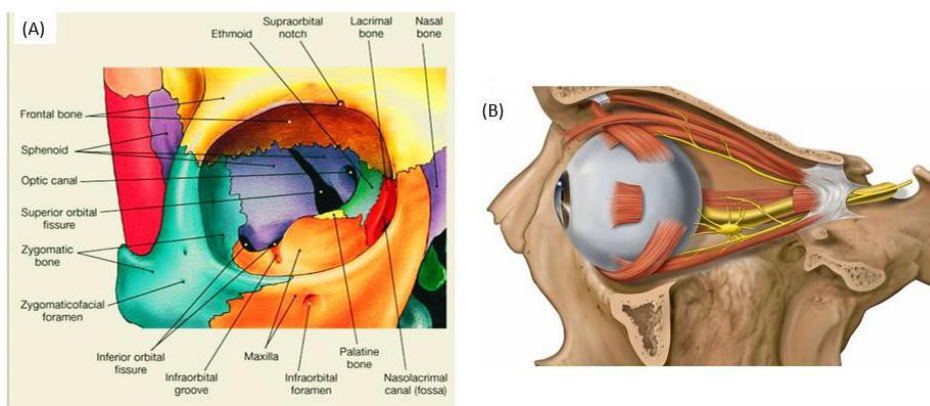 (A)
Supraorbital
notch
Lacrimal
bone
Nasal
bone
Ethmoid
Frontal bone
Sphenoid
Optic canal
Superior orbital
fissure
Zygomatic
bone
Zygomaticofacial
foramen
Inferior orbital
fissure
Infraorbital
groove
Maxilla
Infraorbital
foramen
Palatine
bone
Nasolacrimal
canal (fossa)
(B)